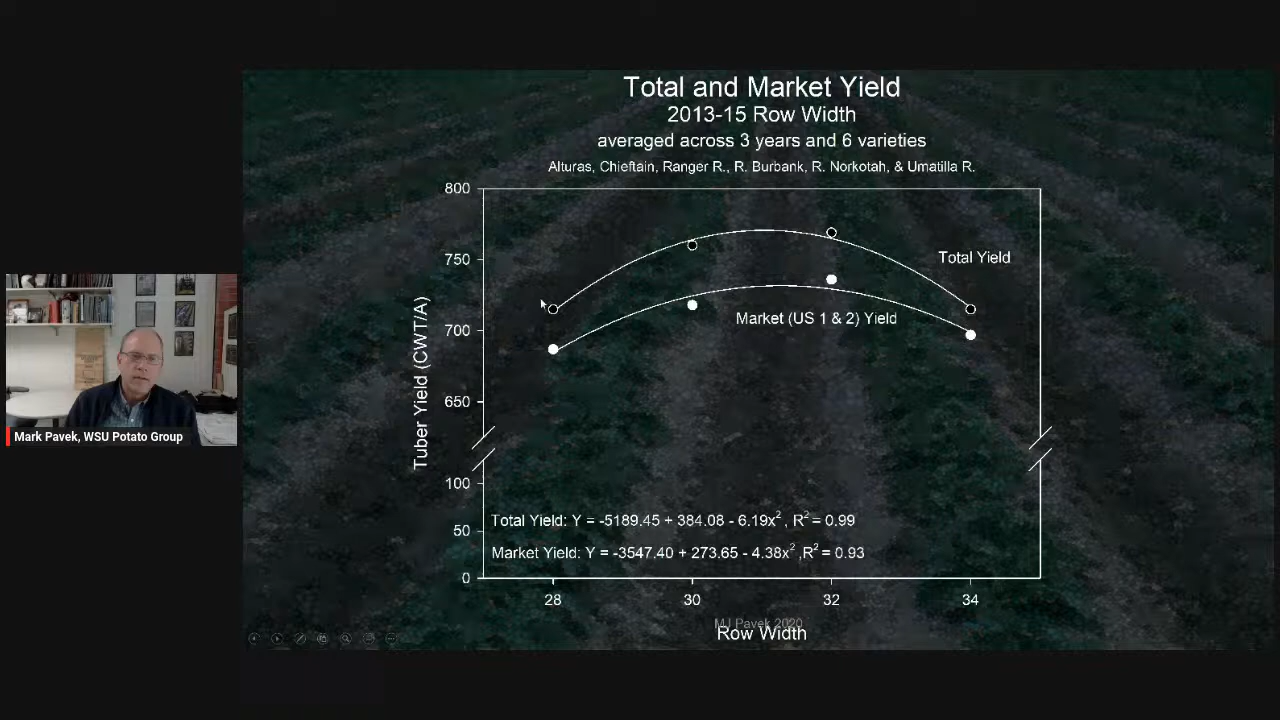 Total and Market Yield
2013-15 Row Width
averaged across 3 years and 6 varieties
Alturas, Chieftain, Ranger R., R. Burbank, R. Norkotah, & Umatilla R.
800
750
700
650
100
50
0
Tuber Yield (CWT/A)
Total Yield
Market (US 1 & 2) Yield
Total Yield: Y = -5189.45 + 384.08 - 6.19x², R² = 0.99
Market Yield: Y = -3547.40 + 273.65 - 4.38x² ,R² = 0.93
28 30 32 34
MJ Pavek 2020
Row Width
Mark Pavek, WSU Potato Group